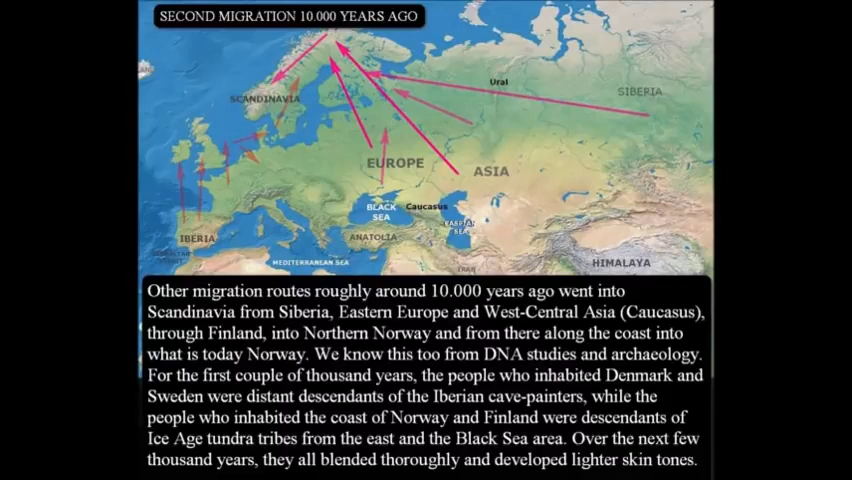 SECOND MIGRATION 10.000 YEARS AGO
Ural
SIBERIA
SCANDINAVIA
EUROPE
ASIA
BLACK
SEA
Caucasus
CASPIAN
SEA
IBERIA
ANATOLIA
MEDITERRANEAN SEA
IRAN
HIMALAYA
Other migration routes roughly around 10.000 years ago went into
Scandinavia from Siberia, Eastern Europe and West-Central Asia (Caucasus),
through Finland, into Northern Norway and from there along the coast into
what is today Norway. We know this too from DNA studies and archaeology.
For the first couple of thousand years, the people who inhabited Denmark and
Sweden were distant descendants of the Iberian cave-painters, while the
people who inhabited the coast of Norway and Finland were descendants of
Ice Age tundra tribes from the east and the Black Sea area. Over the next few
thousand years, they all blended thoroughly and developed lighter skin tones.